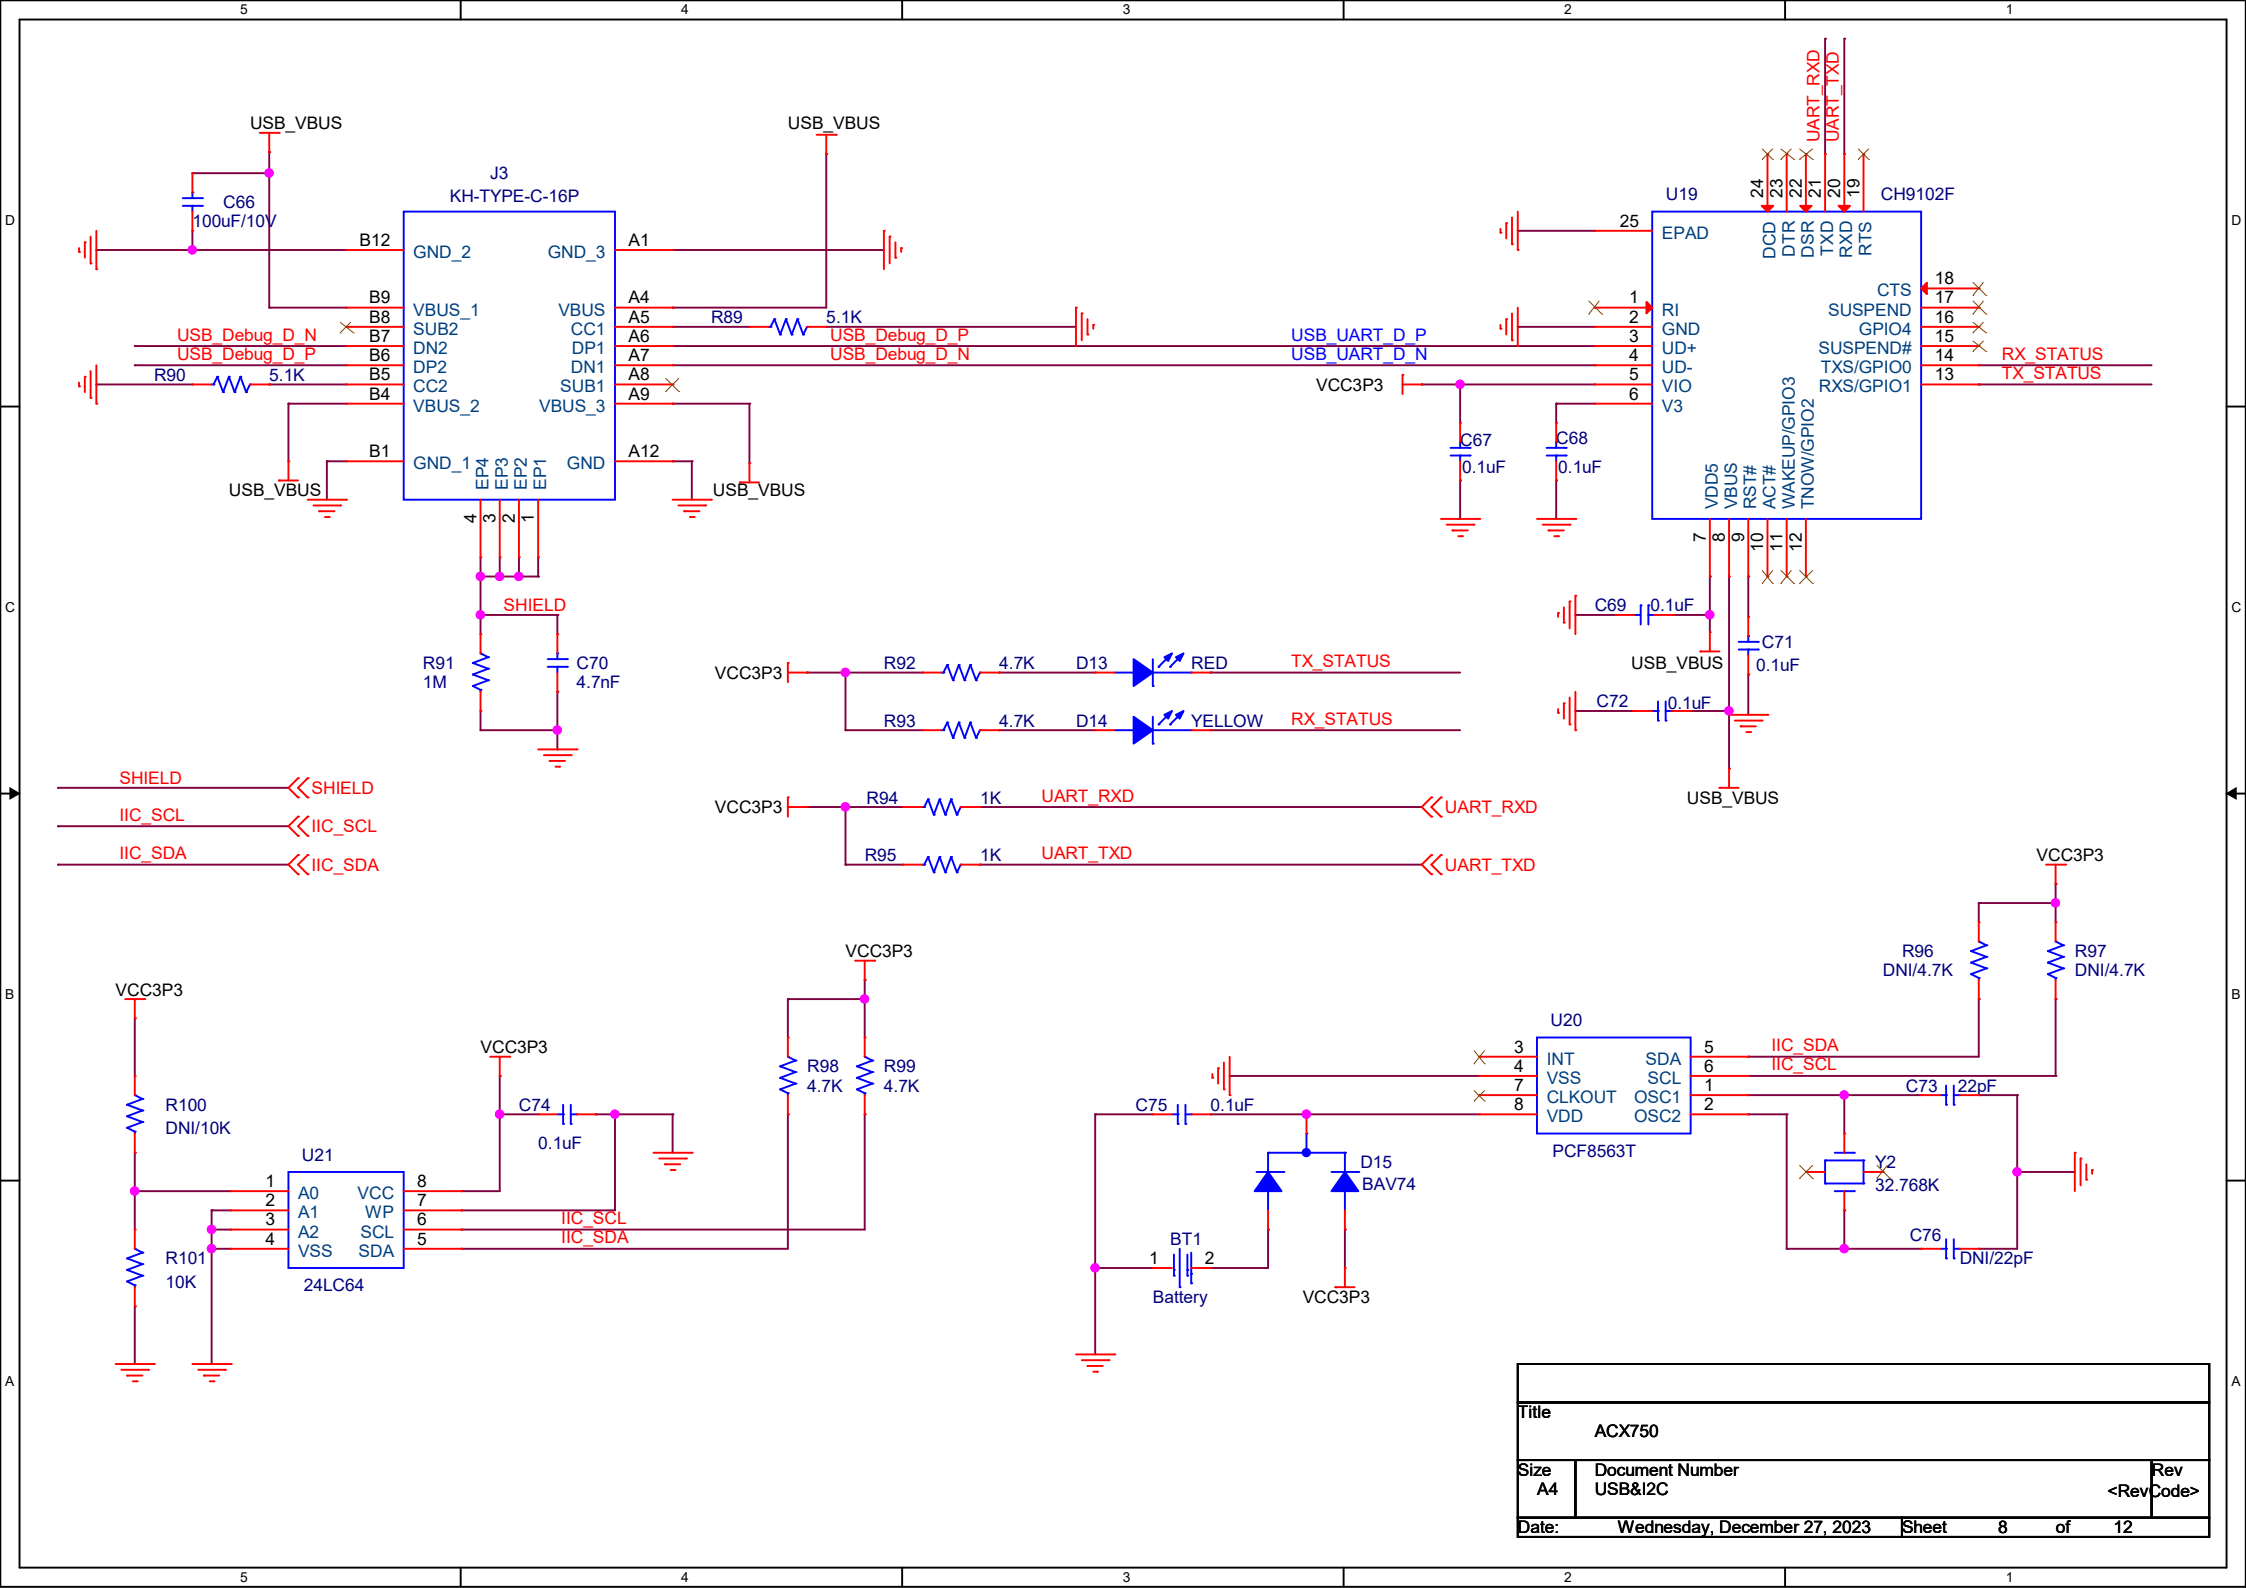 5 4 3 2 1
D
C
B
A
D
C
B
A
USB_VBUS
C66
100uF/10V
J3
KH-TYPE-C-16P
USB_VBUS
B12 GND_2 GND_3 A1
B9 VBUS_1 VBUS A4
B8 SUB2 CC1 A5 R89 5.1K
USB_Debug_D_N B7 DN2 DP1 A6 USB_Debug_D_P USB_UART_D_P
USB_Debug_D_P B6 DP2 DN1 A7 USB_Debug_D_N USB_UART_D_N
R90 5.1K B5 CC2 SUB1 A8
B4 VBUS_2 VBUS_3 A9
B1 GND_1 GND A12
EP4 EP3 EP2 EP1
4 3 2 1
USB_VBUS
USB_VBUS
SHIELD
R91
1M
C70
4.7nF
UART_RXD
UART_TXD
24 23 22 21 20 19
U19
CH9102F
DCD DTR DSR TXD RXD RTS
25 EPAD
1 RI
2 GND
3 UD+
4 UD-
VCC3P3 5 VIO
6 V3
CTS 18
SUSPEND 17
GPIO4 16
SUSPEND# 15
TXS/GPIO0 14 RX_STATUS
RXS/GPIO1 13 TX_STATUS
VDD5 VBUS RST# ACT# WAKEUP/GPIO3 TNOW/GPIO2
7 8 9 10 11 12
C67
0.1uF
C68
0.1uF
C69 0.1uF
USB_VBUS
C71
0.1uF
C72 0.1uF
USB_VBUS
VCC3P3 R92 4.7K D13 RED TX_STATUS
R93 4.7K D14 YELLOW RX_STATUS
VCC3P3 R94 1K UART_RXD UART_RXD
R95 1K UART_TXD UART_TXD
SHIELD SHIELD
IIC_SCL IIC_SCL
IIC_SDA IIC_SDA
VCC3P3
R100
DNI/10K
R101
10K
VCC3P3
C74
0.1uF
VCC3P3
R98
4.7K
R99
4.7K
U21
1 A0 VCC 8
2 A1 WP 7
3 A2 SCL 6 IIC_SCL
4 VSS SDA 5 IIC_SDA
24LC64
VCC3P3
R96
DNI/4.7K
R97
DNI/4.7K
U20
3 INT SDA 5 IIC_SDA
4 VSS SCL 6 IIC_SCL
7 CLKOUT OSC1 1
8 VDD OSC2 2
PCF8563T
C73 22pF
Y2
32.768K
C76
DNI/22pF
C75 0.1uF
D15
BAV74
BT1
1 2
Battery
VCC3P3
Title
ACX750
Size
A4
Document Number
USB&I2C
Rev
<RevCode>
Date: Wednesday, December 27, 2023 Sheet 8 of 12
5 4 3 2 1